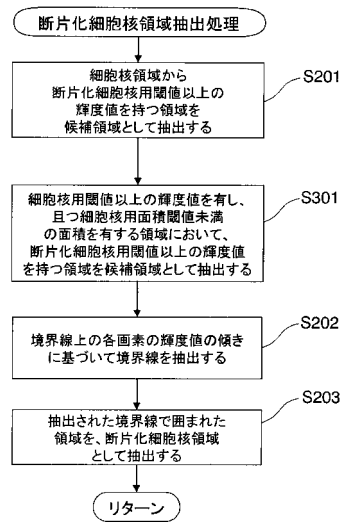 断片化細胞核領域抽出処理
S201
細胞核領域から
断片化細胞核用閾値以上の
輝度値を持つ領域を
候補領域として抽出する
S301
細胞核用閾値以上の輝度値を有し、
且つ細胞核用面積閾値未満
の面積を有する領域において、
断片化細胞核用閾値以上の輝度値
を持つ領域を候補領域として抽出する
S202
境界線上の各画素の輝度値の傾き
に基づいて境界線を抽出する
S203
抽出された境界線で囲まれた
領域を、断片化細胞核領域
として抽出する
リターン